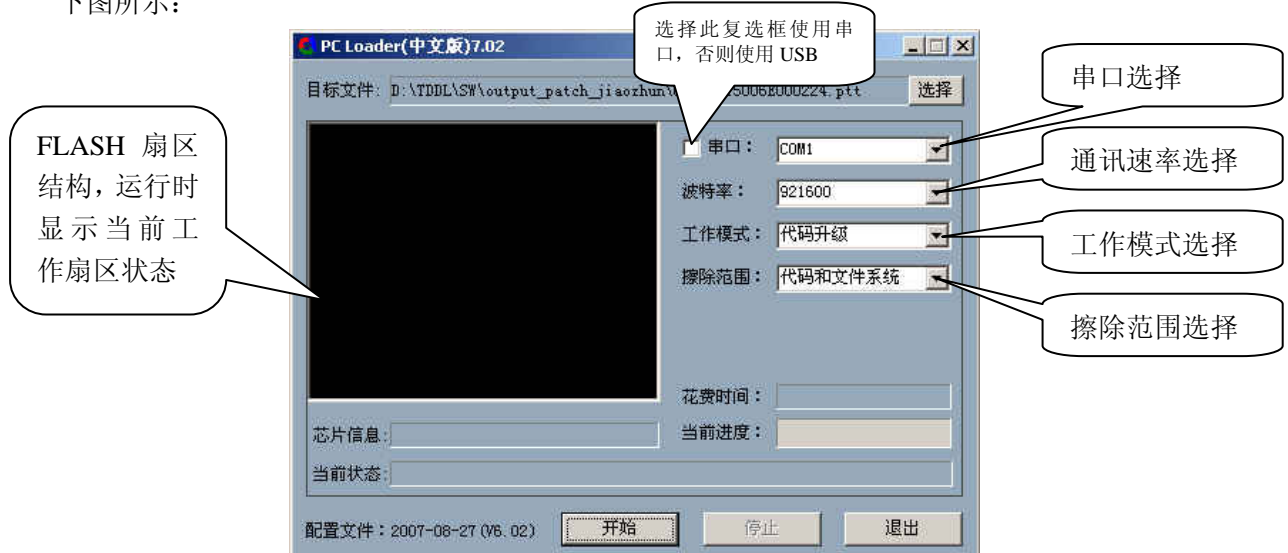 下图所示：
选择此复选框使用串
口，否则使用 USB
PC Loader(中文版)7.02
目标文件: D:\TDDL\SW\output_patch_jiaozhun\ 5006E000224.ptt 选择
串口选择
FLASH 扇区
结构，运行时
显示当前工
作扇区状态
串口： COM1
通讯速率选择
波特率： 921600
工作模式： 代码升级
工作模式选择
擦除范围： 代码和文件系统
擦除范围选择
花费时间：
芯片信息:
当前进度：
当前状态:
配置文件：2007-08-27(V6.02) 开始 停止 退出